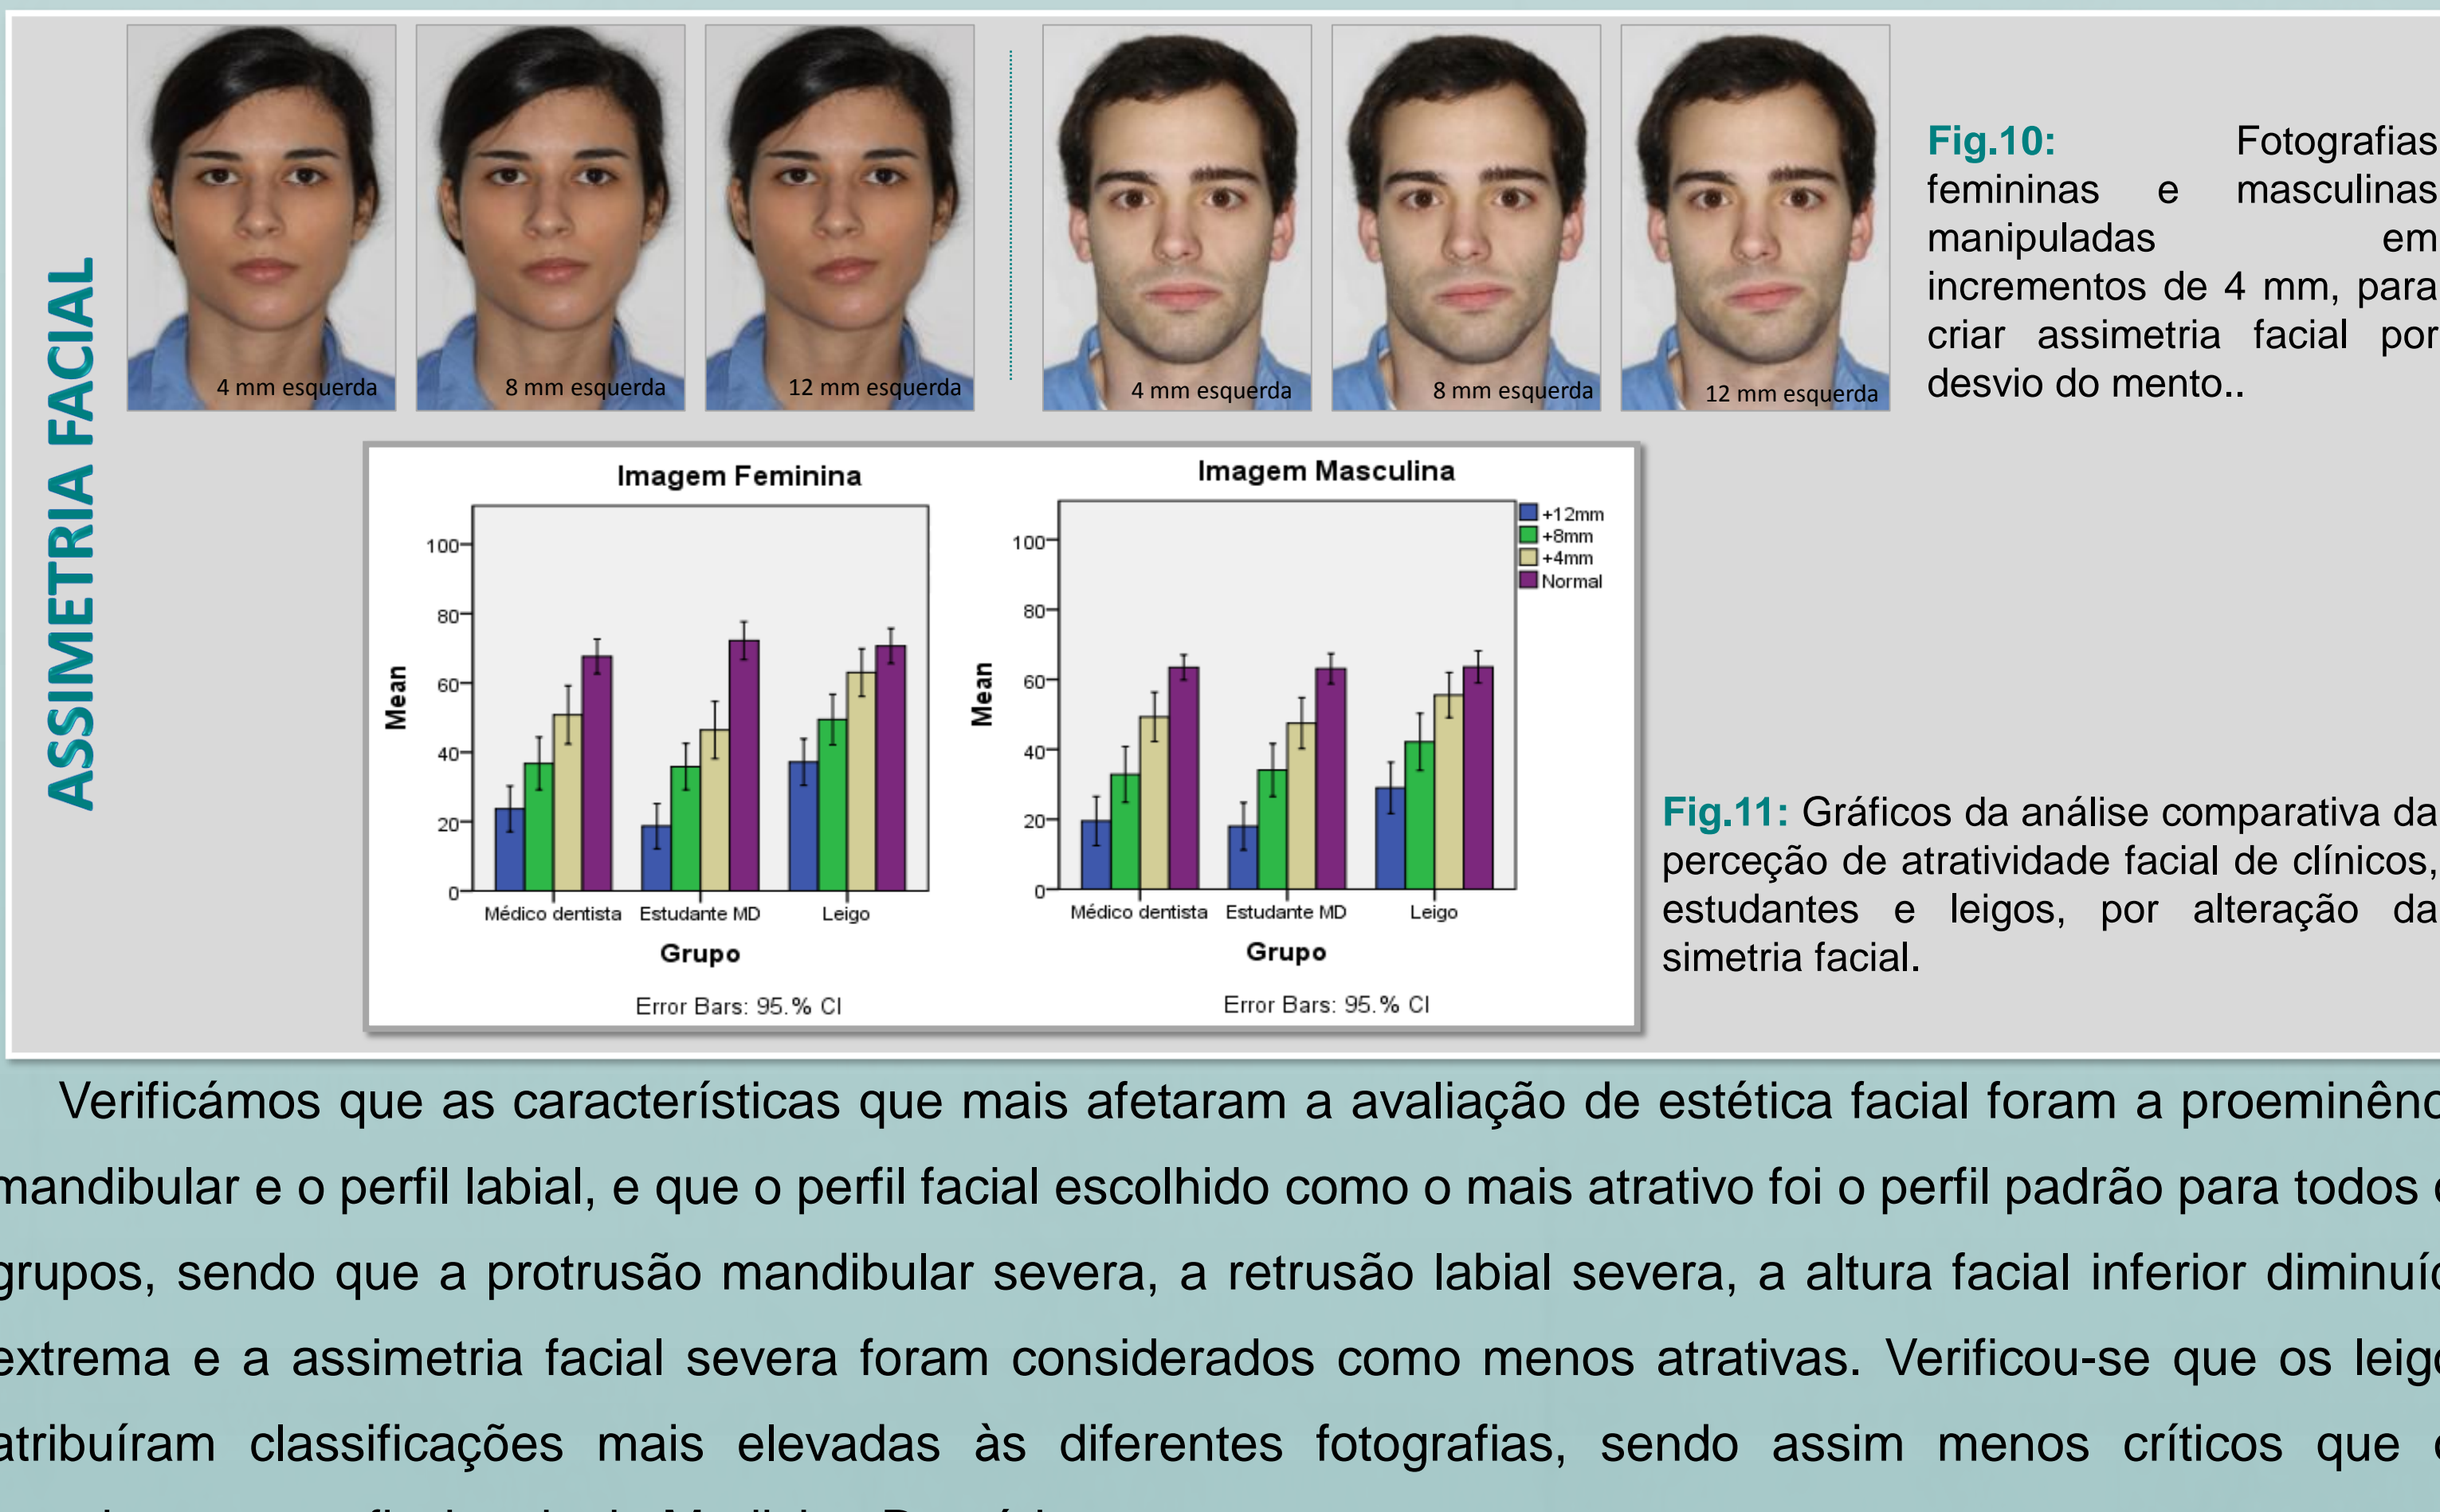 ASSIMETRIA FACIAL
4 mm esquerda
8 mm esquerda
12 mm esquerda
4 mm esquerda
8 mm esquerda
12 mm esquerda
Fig.10: Fotografias
femininas e masculinas
manipuladas em
incrementos de 4 mm, para
criar assimetria facial por
desvio do mento..
Imagem Feminina
Mean
100
80
60
40
20
0
Médico dentista Estudante MD Leigo
Grupo
Error Bars: 95.% CI
Imagem Masculina
Mean
100
80
60
40
20
0
Médico dentista Estudante MD Leigo
Grupo
Error Bars: 95.% CI
+12mm
+8mm
+4mm
Normal
Fig.11: Gráficos da análise comparativa da
perceção de atratividade facial de clínicos,
estudantes e leigos, por alteração da
simetria facial.
Verificámos que as características que mais afetaram a avaliação de estética facial foram a
mandibular e o perfil labial, e que o perfil facial escolhido como o mais atrativo foi o perfil padrão para todos
grupos, sendo que a protrusão mandibular severa, a retrusão labial severa, a altura facial inferior
extrema e a assimetria facial severa foram considerados como menos atrativas. Verificou-se que os
atribuíram classificações mais elevadas às diferentes fotografias, sendo assim menos críticos que